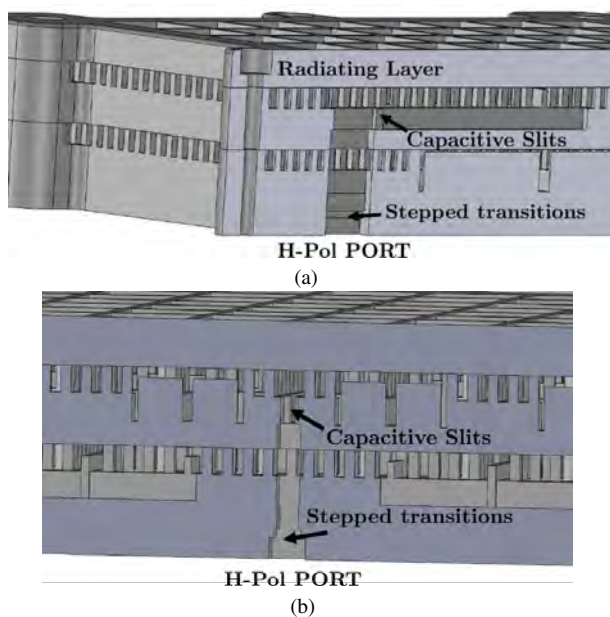 Radiating Layer
Capacitive Slits
Stepped transitions
H-Pol PORT
(a)
Capacitive Slits
Stepped transitions
H-Pol PORT
(b)